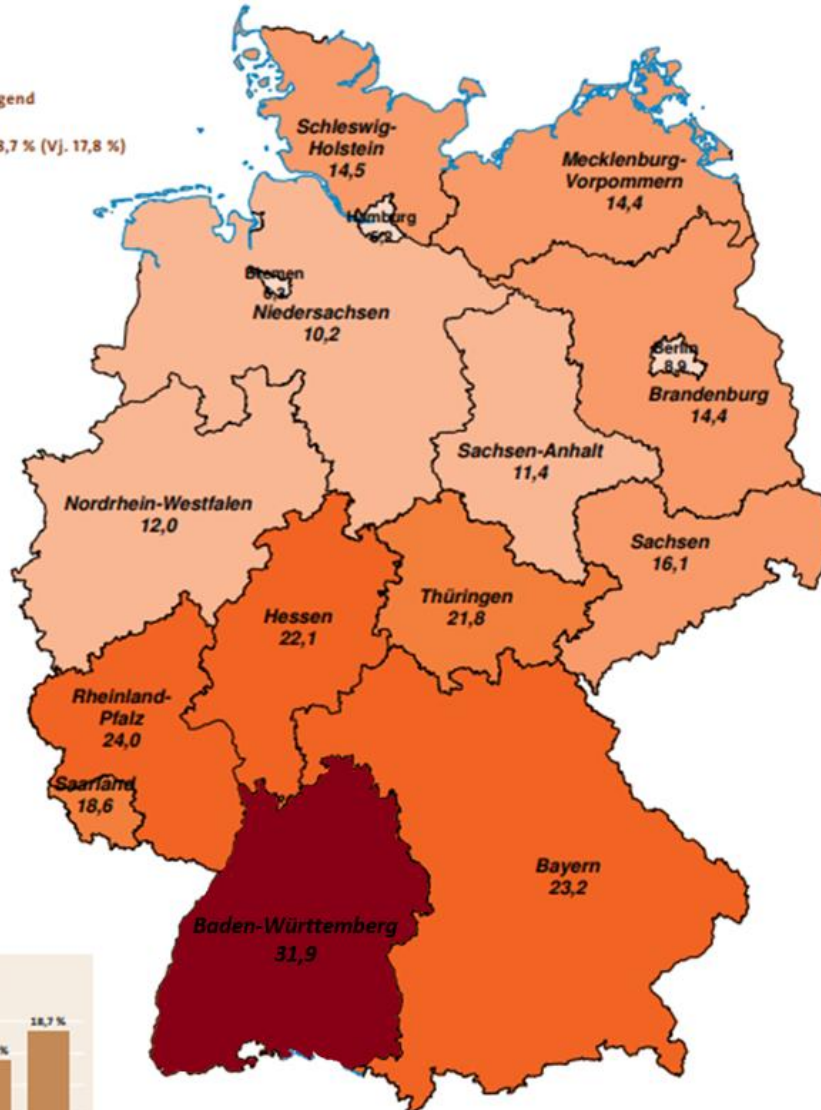 gend
8,7 % (Vj. 17,8 %)
Schleswig-
Holstein
14,5
Mecklenburg-
Vorpommern
14,4
Hamburg
Bremen
Niedersachsen
10,2
Berlin
8,9
Brandenburg
14,4
Sachsen-Anhalt
11,4
Nordrhein-Westfalen
12,0
Sachsen
16,1
Hessen
22,1
Thüringen
21,8
Rheinland-
Pfalz
24,0
Saarland
18,6
Bayern
23,2
Baden-Württemberg
31,9
18,7 %
%